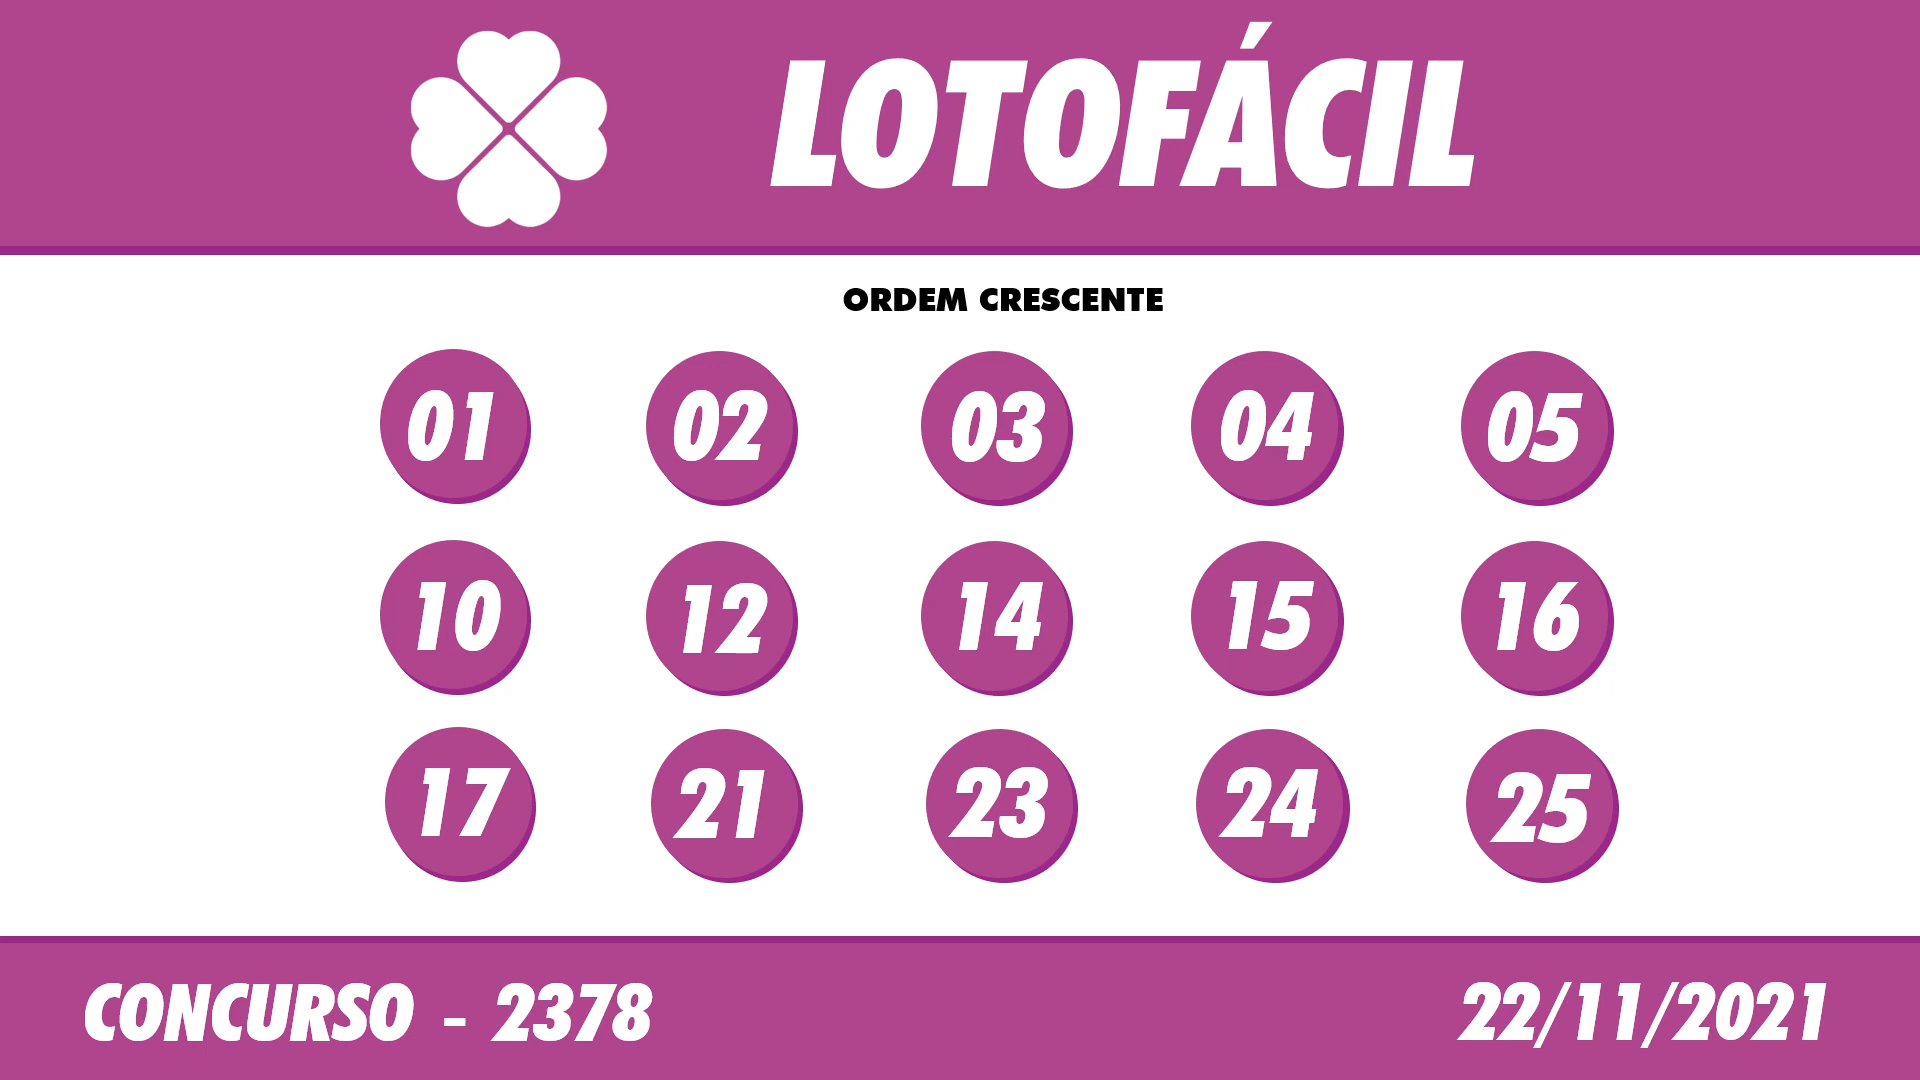 LOTOFÁCIL
ORDEM CRESCENTE
01 02 03 04 05
10 12 14 15 16
17 21 23 24 25
CONCURSO - 2378 22/11/2021